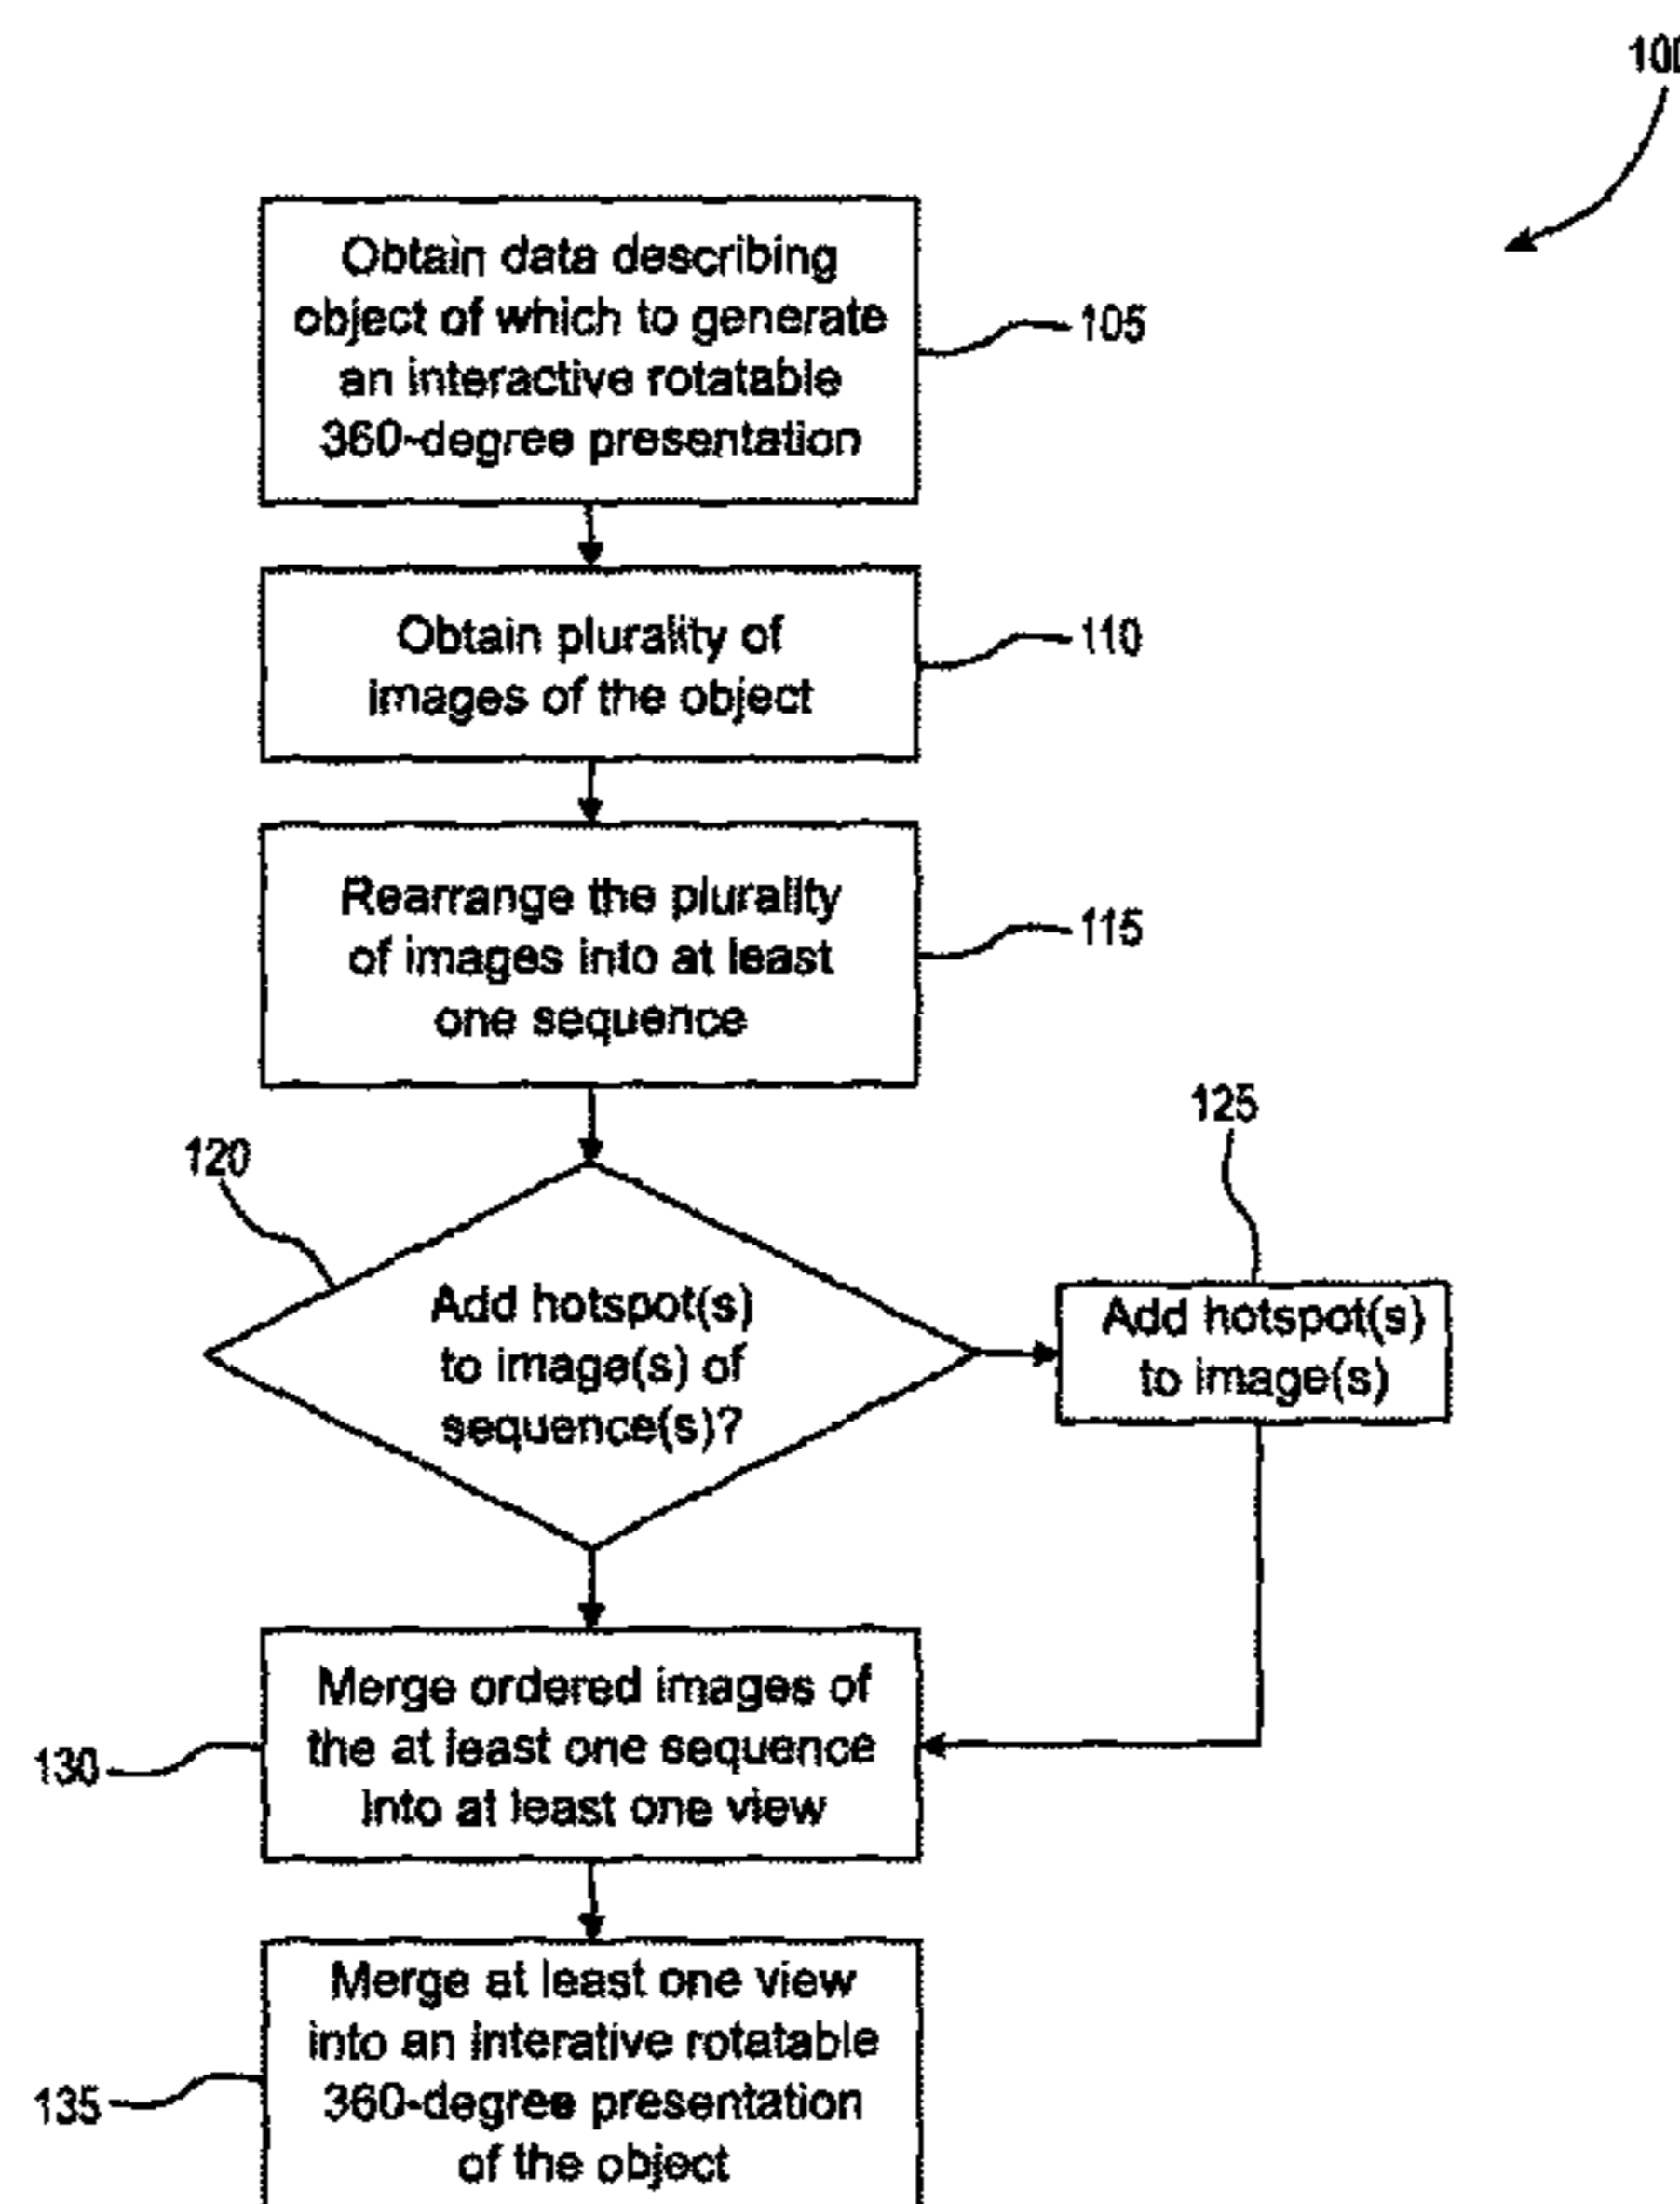 Obtain data describing
object of which to generate
an interactive rotatable
360-degree presentation
105
Obtain plurality of
images of the object
110
Rearrange the plurality
of images into at least
one sequence
115
120
Add hotspot(s)
to image(s) of
sequence(s)?
125
Add hotspot(s)
to image(s)
Merge ordered images of
the at least one sequence
into at least one view
130
Merge at least one view
into an interative rotatable
360-degree presentation
of the object
135